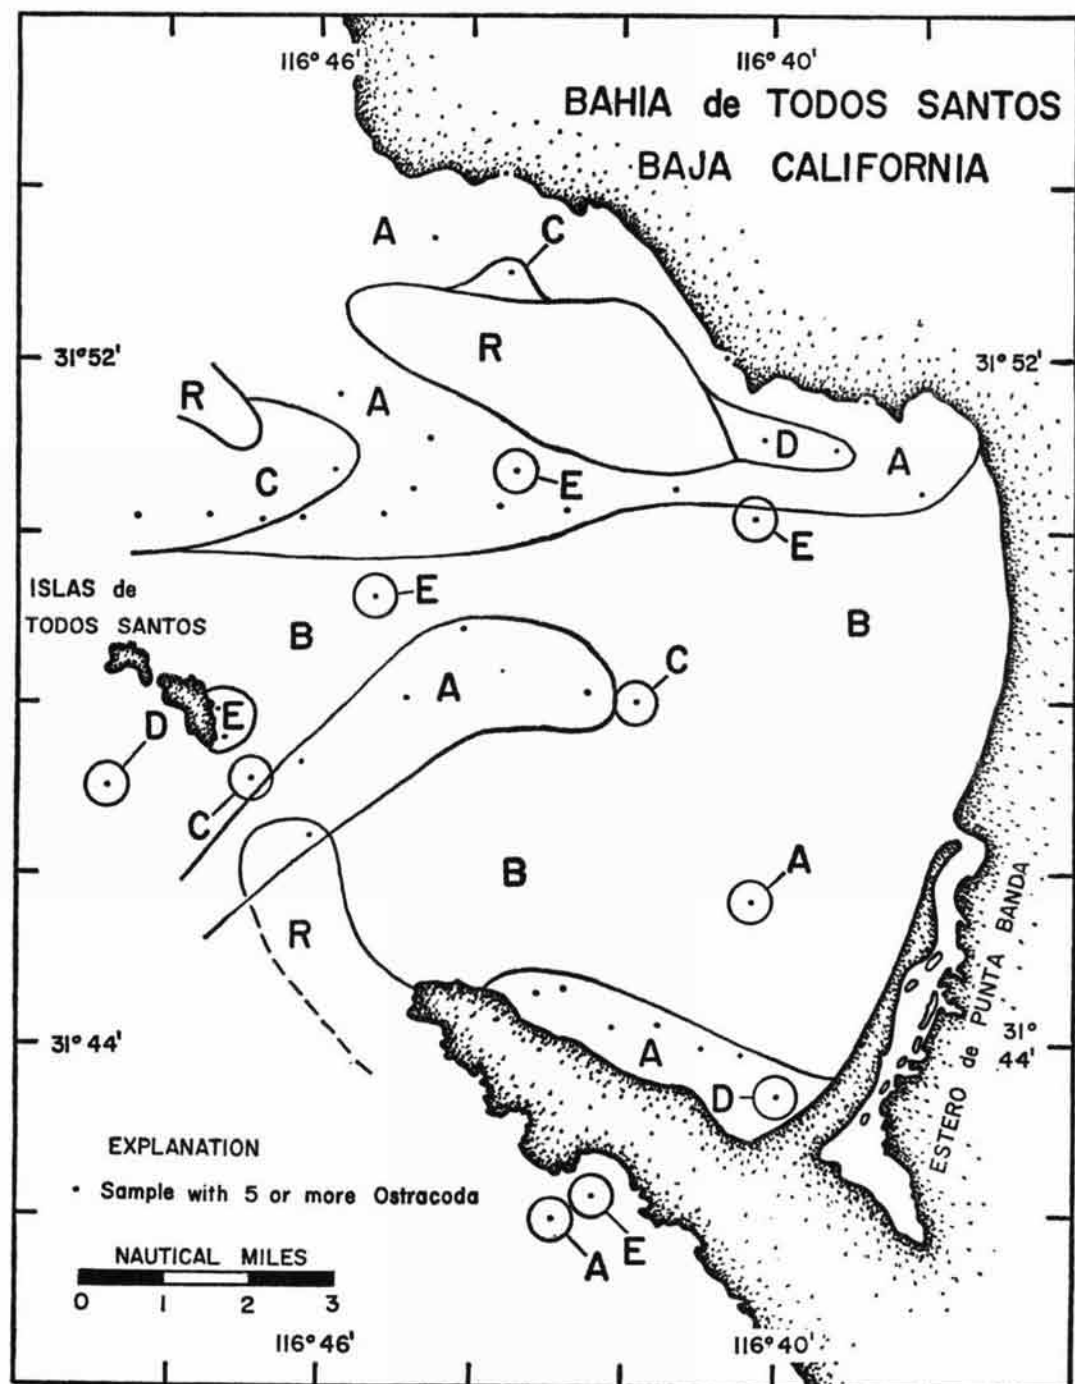 116° 46'
116° 40'
BAHIA de TODOS SANTOS
BAJA CALIFORNIA
A
C
R
31° 52'
31° 52'
R
A
D
A
C
E
E
ISLAS de
TODOS SANTOS
E
B
B
A
C
E
D
C
A
B
R
ESTERO de PUNTA BANDA
31° 44'
31°
44'
A
D
EXPLANATION
• Sample with 5 or more Ostracoda
E
A
NAUTICAL MILES
0 1 2 3
116° 46'
116° 40'